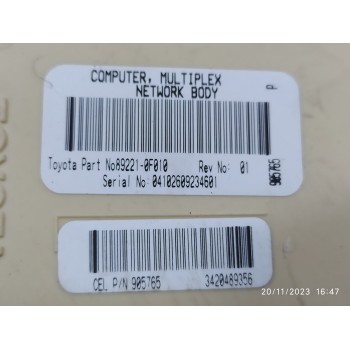 COMPUTER, MULTIPLEX
NETWORK BODY
P
Toyota Part No89221-0F010 Rev No: 01
Serial No:04102609234601
905765
CEL P/N 905765 3420489356
20/11/2023 16:47